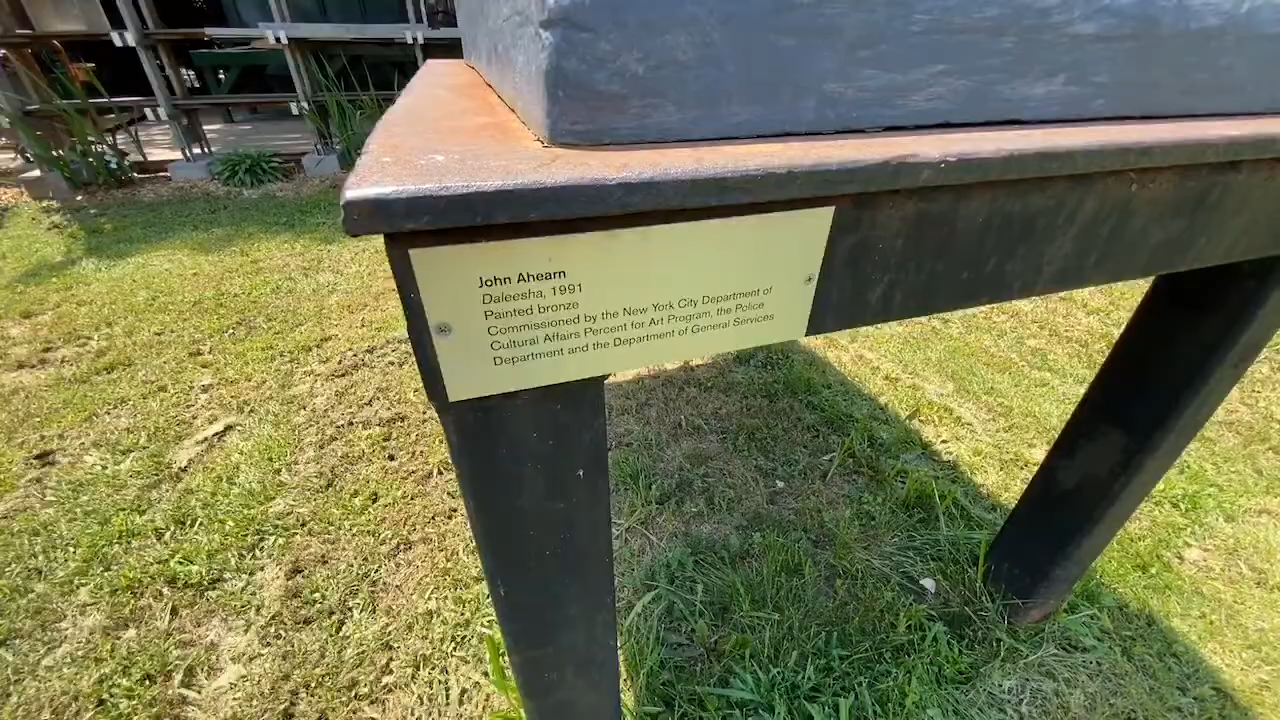 John Ahearn
Daleesha, 1991
Painted bronze
Commissioned by the New York City Department of
Cultural Affairs Percent for Art Program, the Police
Department and the Department of General Services